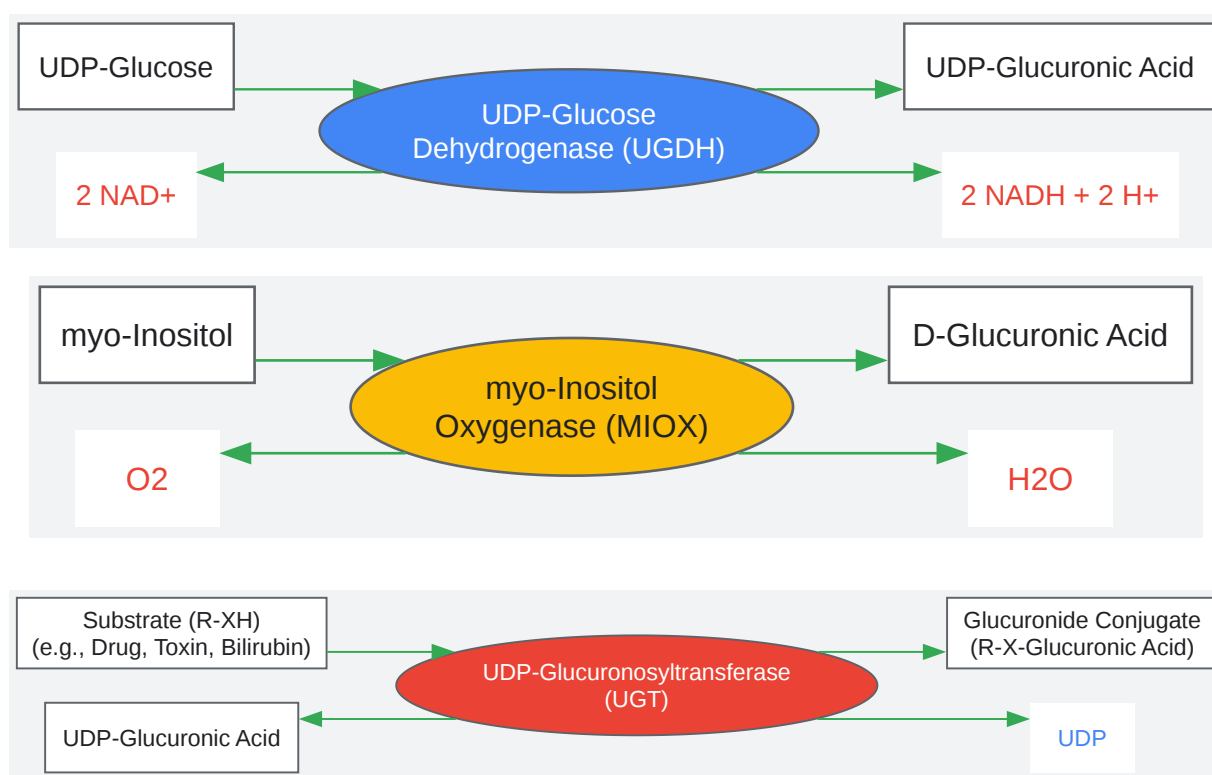 UDP-Glucose
UDP-Glucuronic Acid
UDP-Glucose
Dehydrogenase (UGDH)
2 NAD+
2 NADH + 2 H+
myo-Inositol
D-Glucuronic Acid
myo-Inositol
Oxygenase (MIOX)
O2
H2O
Substrate (R-XH)
(e.g., Drug, Toxin, Bilirubin)
Glucuronide Conjugate
(R-X-Glucuronic Acid)
UDP-Glucuronosyltransferase
(UGT)
UDP-Glucuronic Acid
UDP